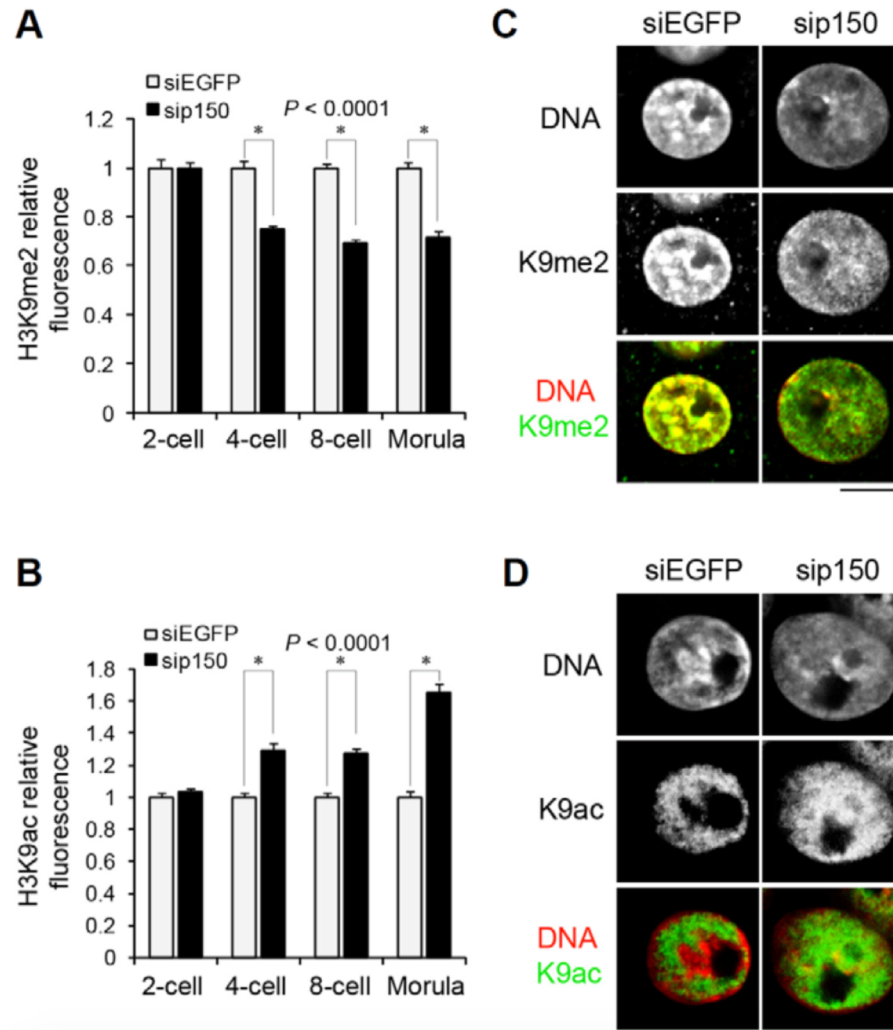 A
siEGFP
sip150
P < 0.0001
* * *
H3K9me2 relative
fluorescence
1.2
1
0.8
0.6
0.4
0.2
0
2-cell 4-cell 8-cell Morula
B
siEGFP
sip150
P < 0.0001
* * *
H3K9ac relative
fluorescence
1.8
1.6
1.4
1.2
1
0.8
0.6
0.4
0.2
0
2-cell 4-cell 8-cell Morula
C
siEGFP sip150
DNA
K9me2
DNA
K9me2
D
siEGFP sip150
DNA
K9ac
DNA
K9ac